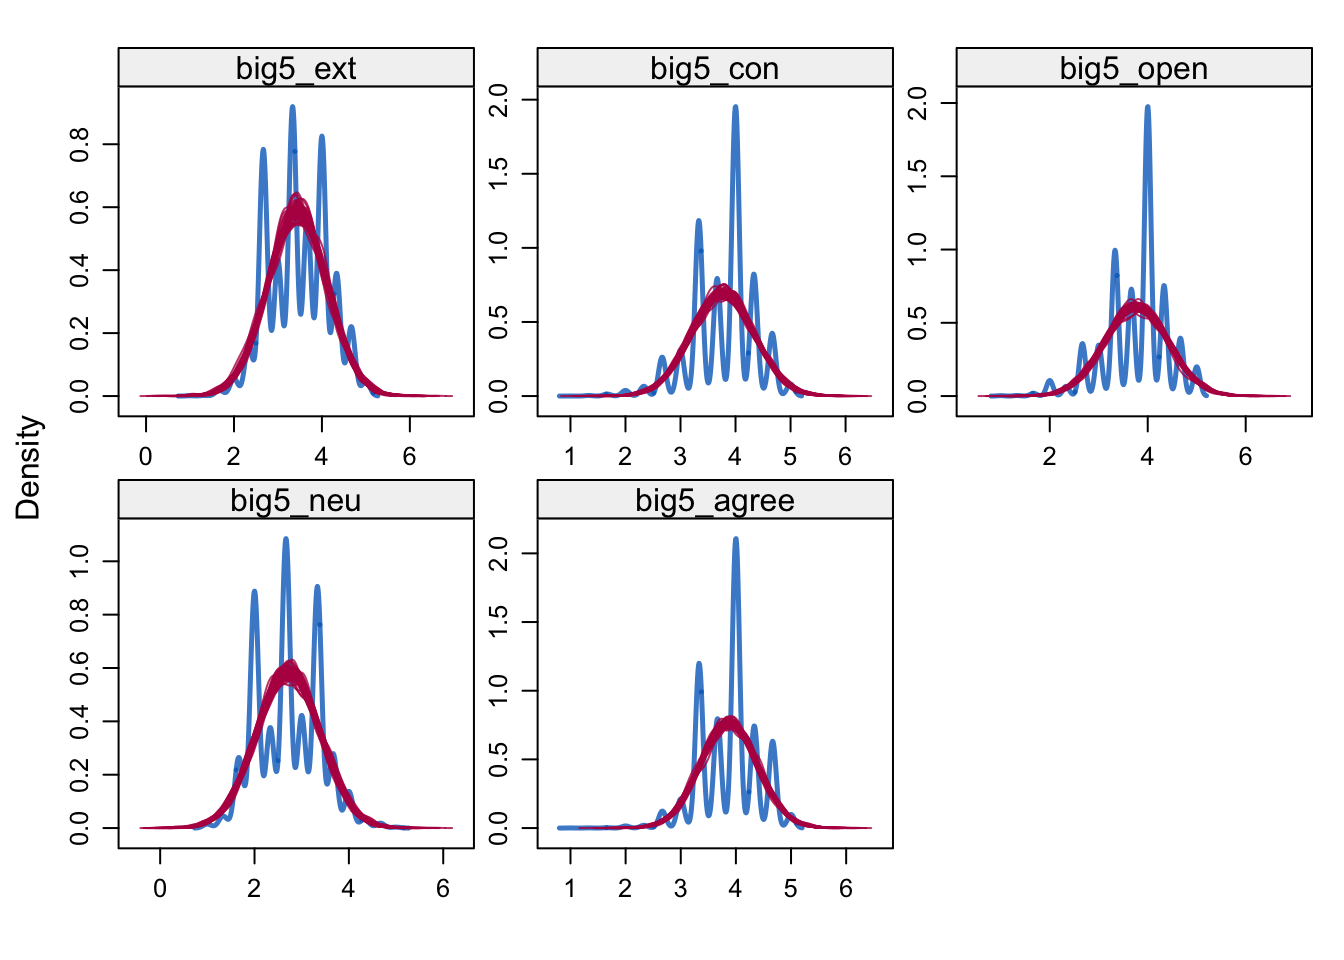 big5_ext
big5_con
big5_open
0.0 0.2 0.4 0.6 0.8
0.0 0.5 1.0 1.5 2.0
0.0 0.5 1.0 1.5 2.0
0 2 4 6
1 2 3 4 5 6
2 4 6
Density
big5_neu
big5_agree
0.0 0.2 0.4 0.6 0.8 1.0
0.0 0.5 1.0 1.5 2.0
0 2 4 6
1 2 3 4 5 6